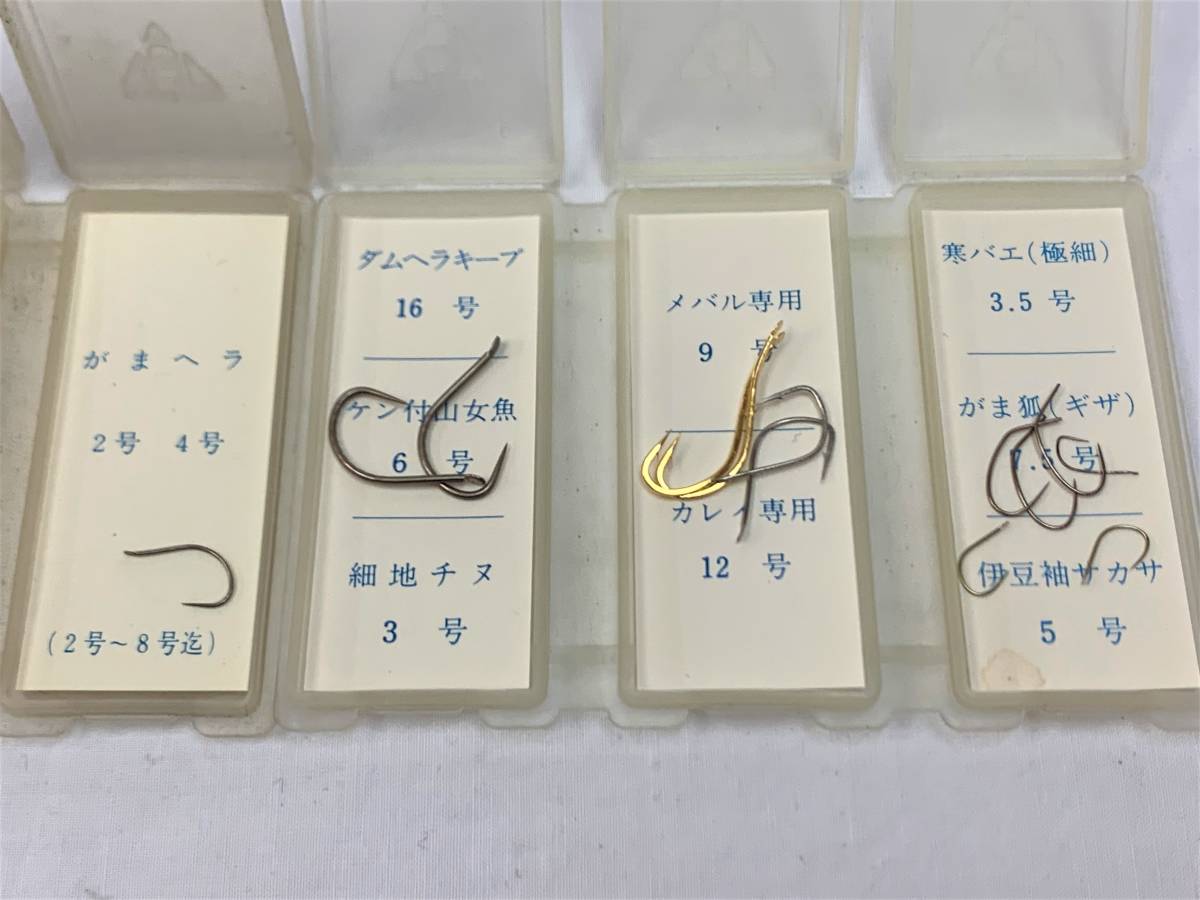 がまヘラ
2号 4号
(2号～8号迄)
ダムヘラキープ
16 号
ケン付山女魚
6 号
細地チヌ
3 号
メバル専用
9 号
カレイ専用
12 号
寒バエ(極細)
3.5 号
がま狐(ギザ)
7.5 号
伊豆袖サカサ
5 号